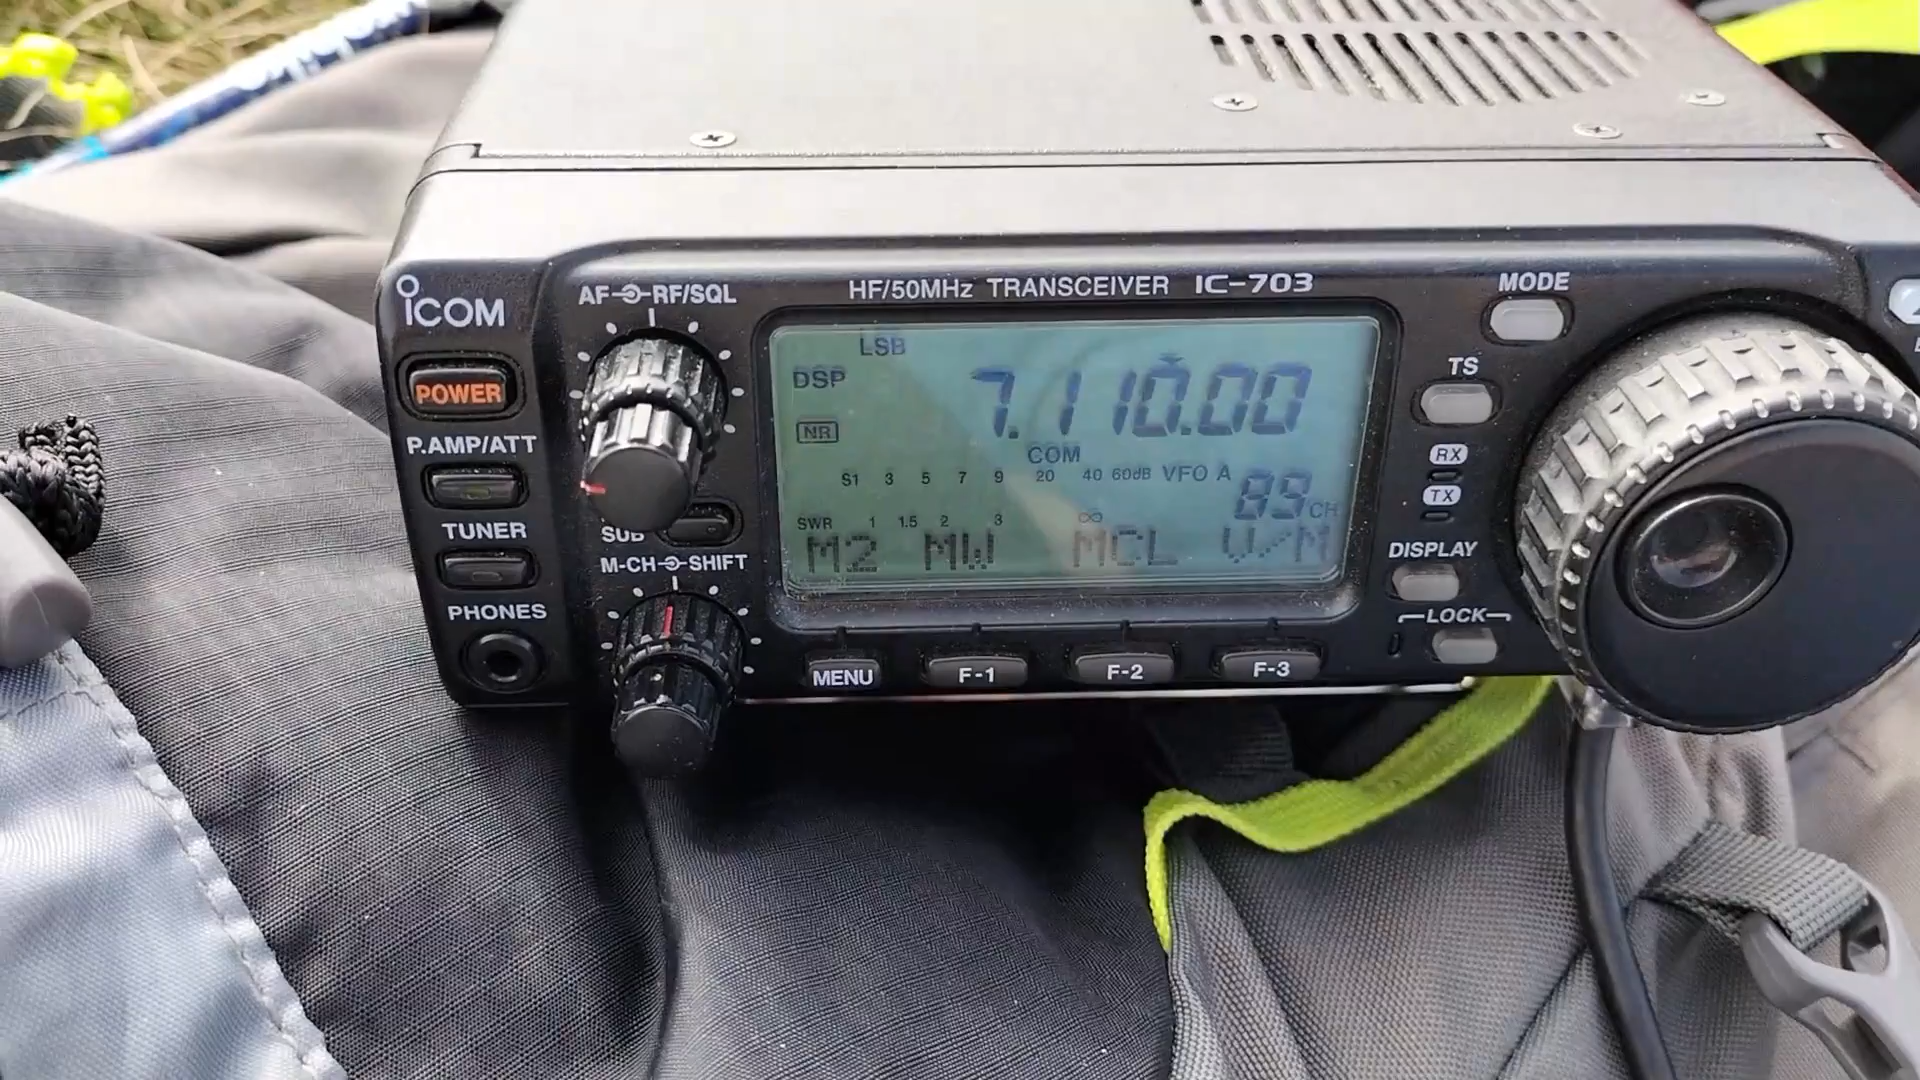 ICOM
AF RF/SQL
HF/50MHz TRANSCEIVER IC-703
MODE
POWER
LSB
DSP
7.110.00
TS
NR
P.AMP/ATT
COM
RX
S1 3 5 7 9 20 40 60dB VFO A
89 CH
TX
TUNER
SUB
SWR 1 1.5 2 3 ∞
M2 MW MCL V/M
DISPLAY
M-CH SHIFT
PHONES
LOCK
MENU
F-1
F-2
F-3